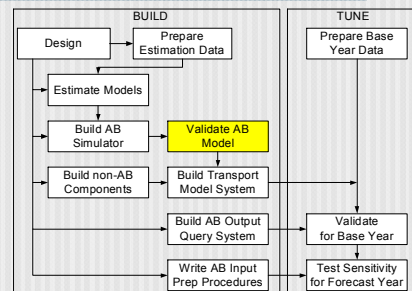 BUILD
TUNE
Design
Prepare
Estimation Data
Prepare Base
Year Data
Estimate Models
Build AB
Simulator
Validate AB
Model
Build non-AB
Components
Build Transport
Model System
Build AB Output
Query System
Validate
for Base Year
Write AB Input
Prep Procedures
Test Sensitivity
for Forecast Year